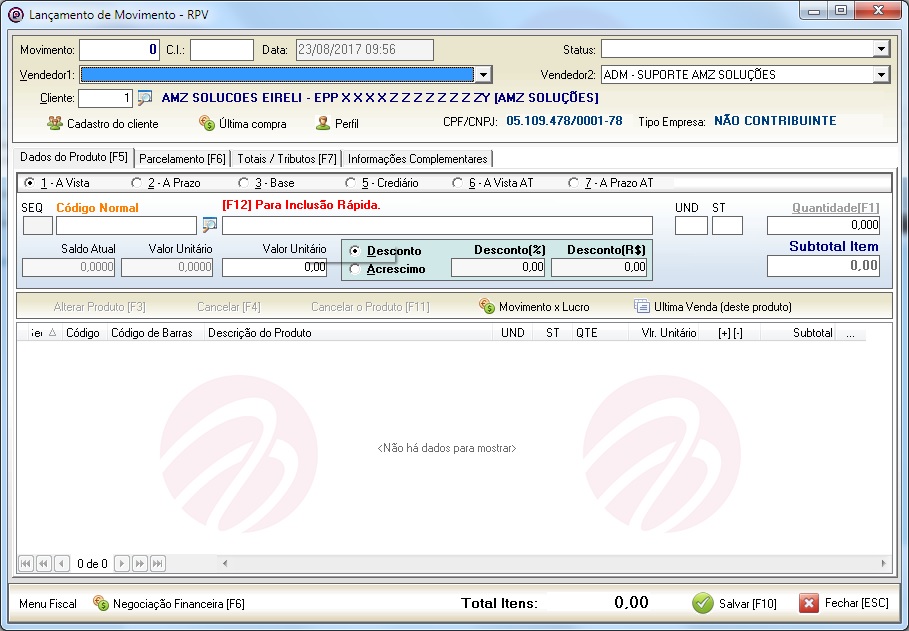 Lançamento de Movimento - RPV
Movimento: 0 C.I.: Data: 23/08/2017 09:56 Status:
Vendedor1: Vendedor2: ADM - SUPORTE AMZ SOLUÇÕES
Cliente: 1 AMZ SOLUCOES EIRELI - EPP X X X X Z Z Z Z Z Z Z ZY [AMZ SOLUÇÕES]
Cadastro do cliente Última compra Perfil CPF/CNPJ: 05.109.478/0001-78 Tipo Empresa: NÃO CONTRIBUINTE
Dados do Produto [F5] Parcelamento [F6] Totais / Tributos [F7] Informações Complementares
1 - A Vista 2 - A Prazo 3 - Base 5 - Crediário 6 - A Vista AT 7 - A Prazo AT
SEQ Código Normal [F12] Para Inclusão Rápida. UND ST Quantidade[F1]
0,000
Saldo Atual Valor Unitário Valor Unitário Desconto Desconto(%) Desconto(R$) Subtotal Item
0,0000 0,0000 0,00 Acrescimo 0,00 0,00 0,00
Alterar Produto [F3] Cancelar [F4] Cancelar o Produto [F11] Movimento x Lucro Ultima Venda (deste produto)
Código Código de Barras Descrição do Produto UND ST QTE Vlr. Unitário [+] [-] Subtotal ...
<Não há dados para mostrar>
0 de 0
Menu Fiscal Negociação Financeira [F6] Total Itens: 0,00 Salvar [F10] Fechar [ESC]